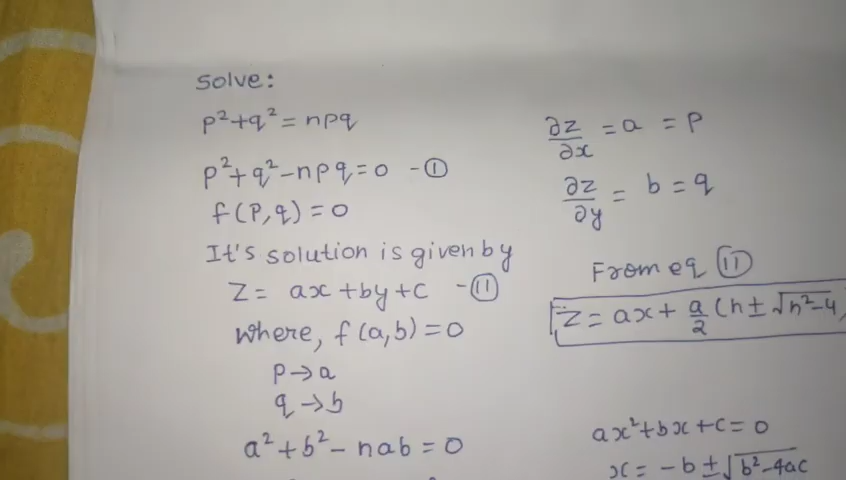 Solve:
p²+q² = npq
p²+q²-npq=0 -①
f(P,q)=0
It's solution is given by
Z= ax+by+c -⑪
where, f(a,b)=0
P→a
q→b
a²+b²-nab=0
∂z/∂x = a = P
∂z/∂y = b = q
From eq ⑪
Z=ax+a/2(n±√n²-4
ax²+bx+c=0
x=-b±√b²-4ac